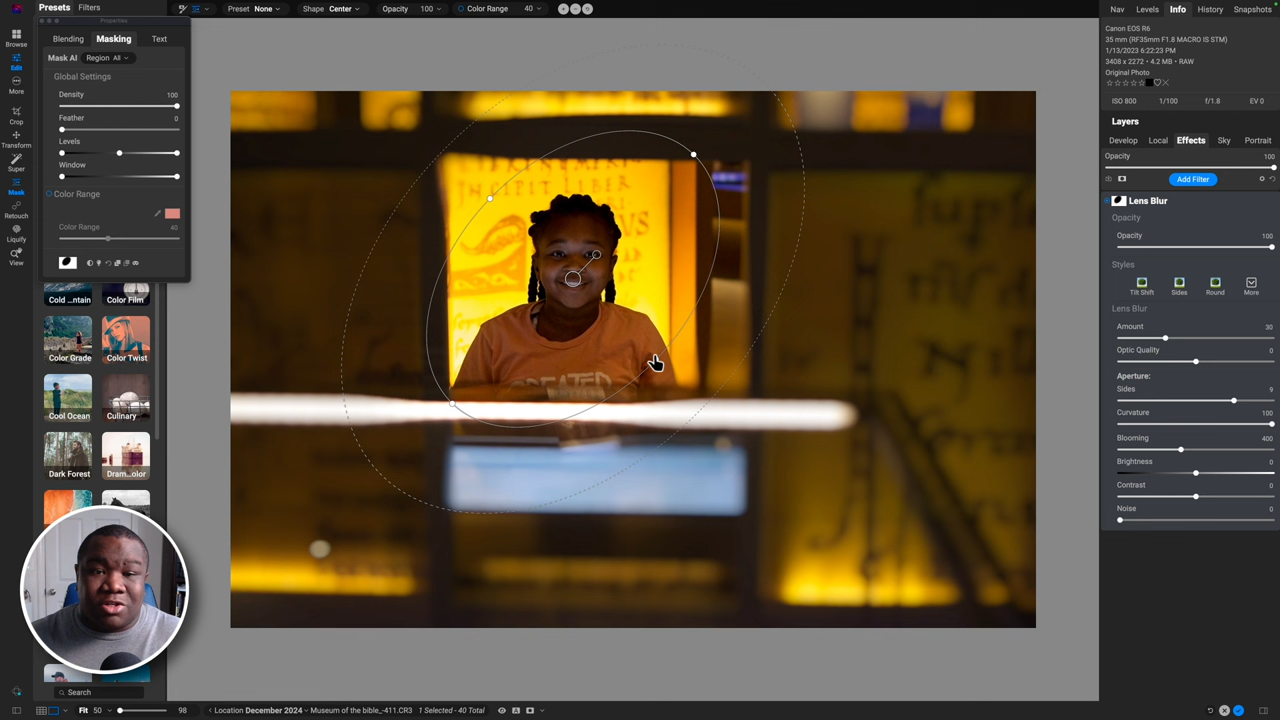 Presets Filters
Preset None Shape Center Opacity 100 Color Range 40
Nav Levels Info History Snapshots
Properties
Blending Masking Text
Mask AI Region All
Global Settings
Density 100
Feather 0
Levels
Window
Color Range
Color Range 40
Browse
Edit
More
Crop
Transform
Super
Mask
Retouch
Liquify
View
Cold ...ntain Color Film
Color Grade Color Twist
Cool Ocean Culinary
Dark Forest Dram...olor
Search
CREATED
Canon EOS R6
35 mm (RF35mm F1.8 MACRO IS STM)
1/13/2023 6:22:23 PM
3408 x 2272 • 4.2 MB • RAW
Original Photo
ISO 800 1/100 f/1.8 EV 0
Layers
Develop Local Effects Sky Portrait
Opacity 100
Add Filter
Lens Blur
Opacity
Opacity 100
Styles
Tilt Shift Sides Round More
Lens Blur
Amount 30
Optic Quality 0
Aperture:
Sides 9
Curvature 100
Blooming 400
Brightness 0
Contrast 0
Noise 0
Fit 50 98 Location December 2024 Museum of the bible_-411.CR3 1 Selected - 40 Total